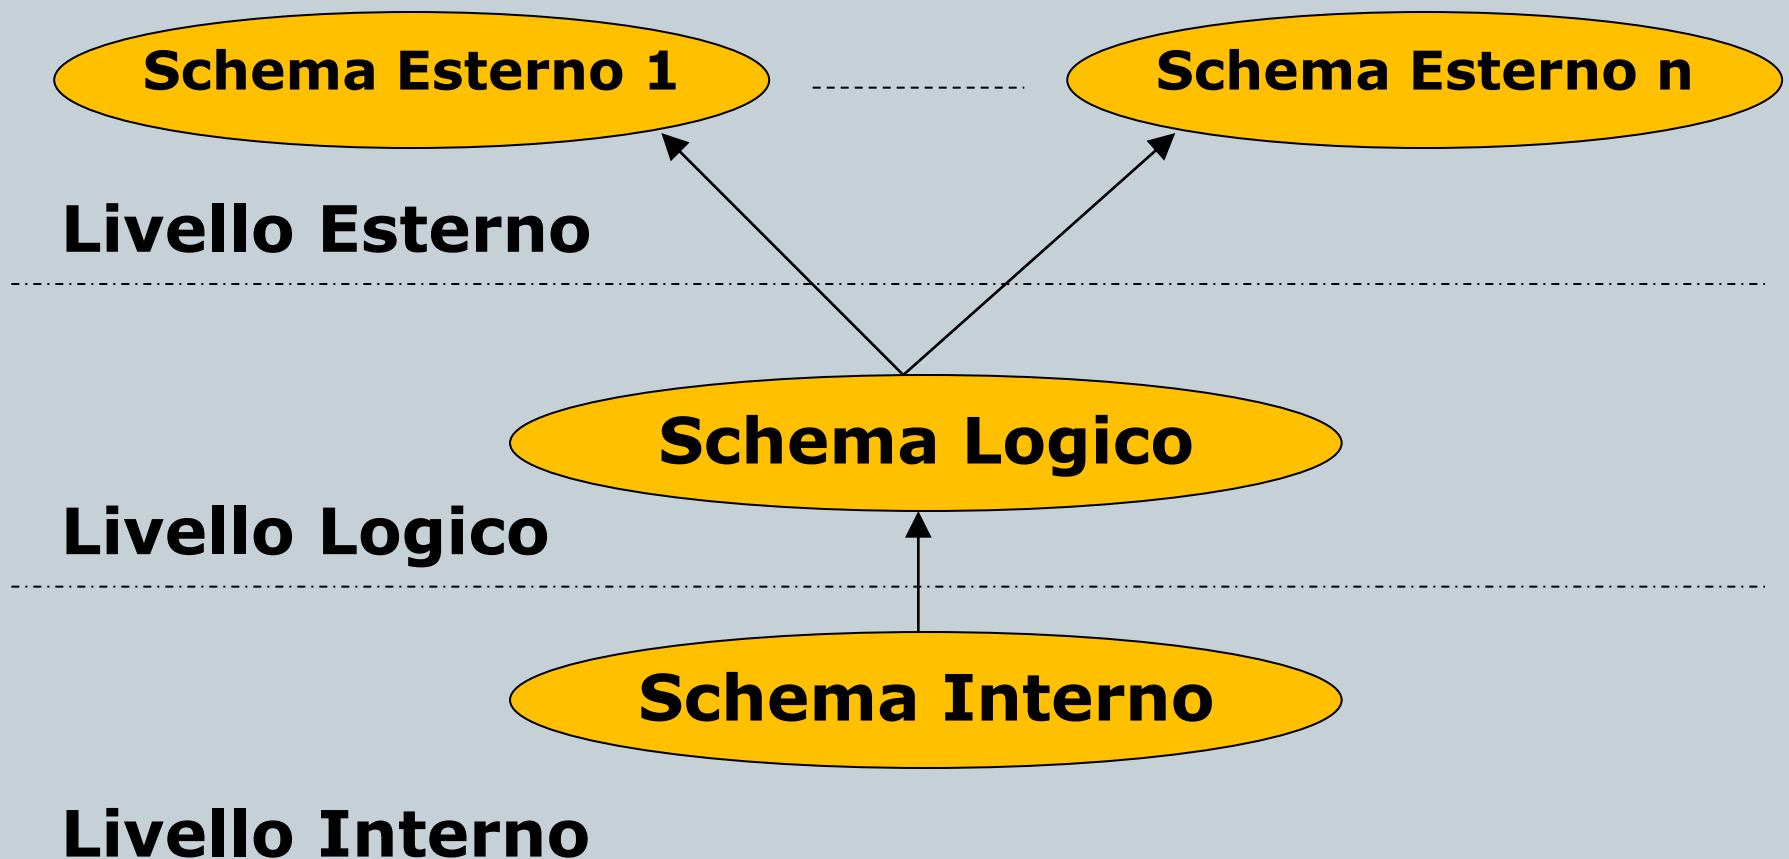 Schema Esterno 1
Schema Esterno n
Livello Esterno
Schema Logico
Livello Logico
Schema Interno
Livello Interno